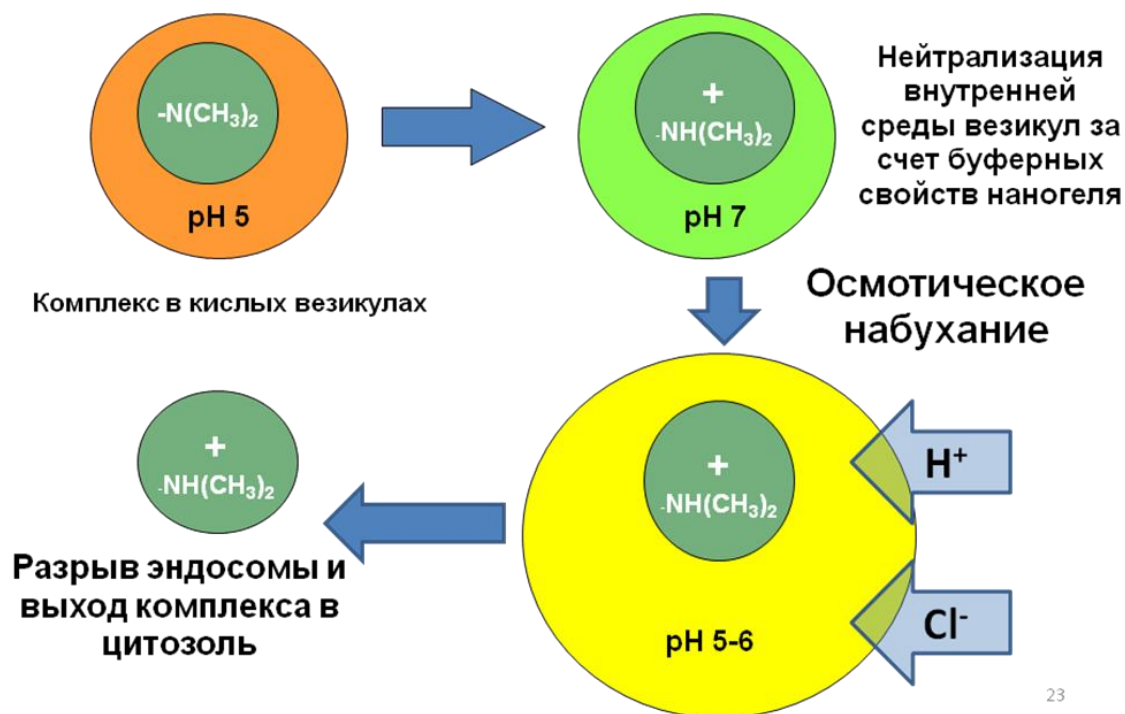 -N(CH₃)₂
pH 5
Комплекс в кислых везикулах
+
-NH(CH₃)₂
pH 7
Нейтрализация
внутренней
среды везикул за
счет буферных
свойств наногеля
Осмотическое
набухание
+
-NH(CH₃)₂
pH 5-6
H⁺
Cl⁻
+
-NH(CH₃)₂
Разрыв эндосомы и
выход комплекса в
цитозоль
23